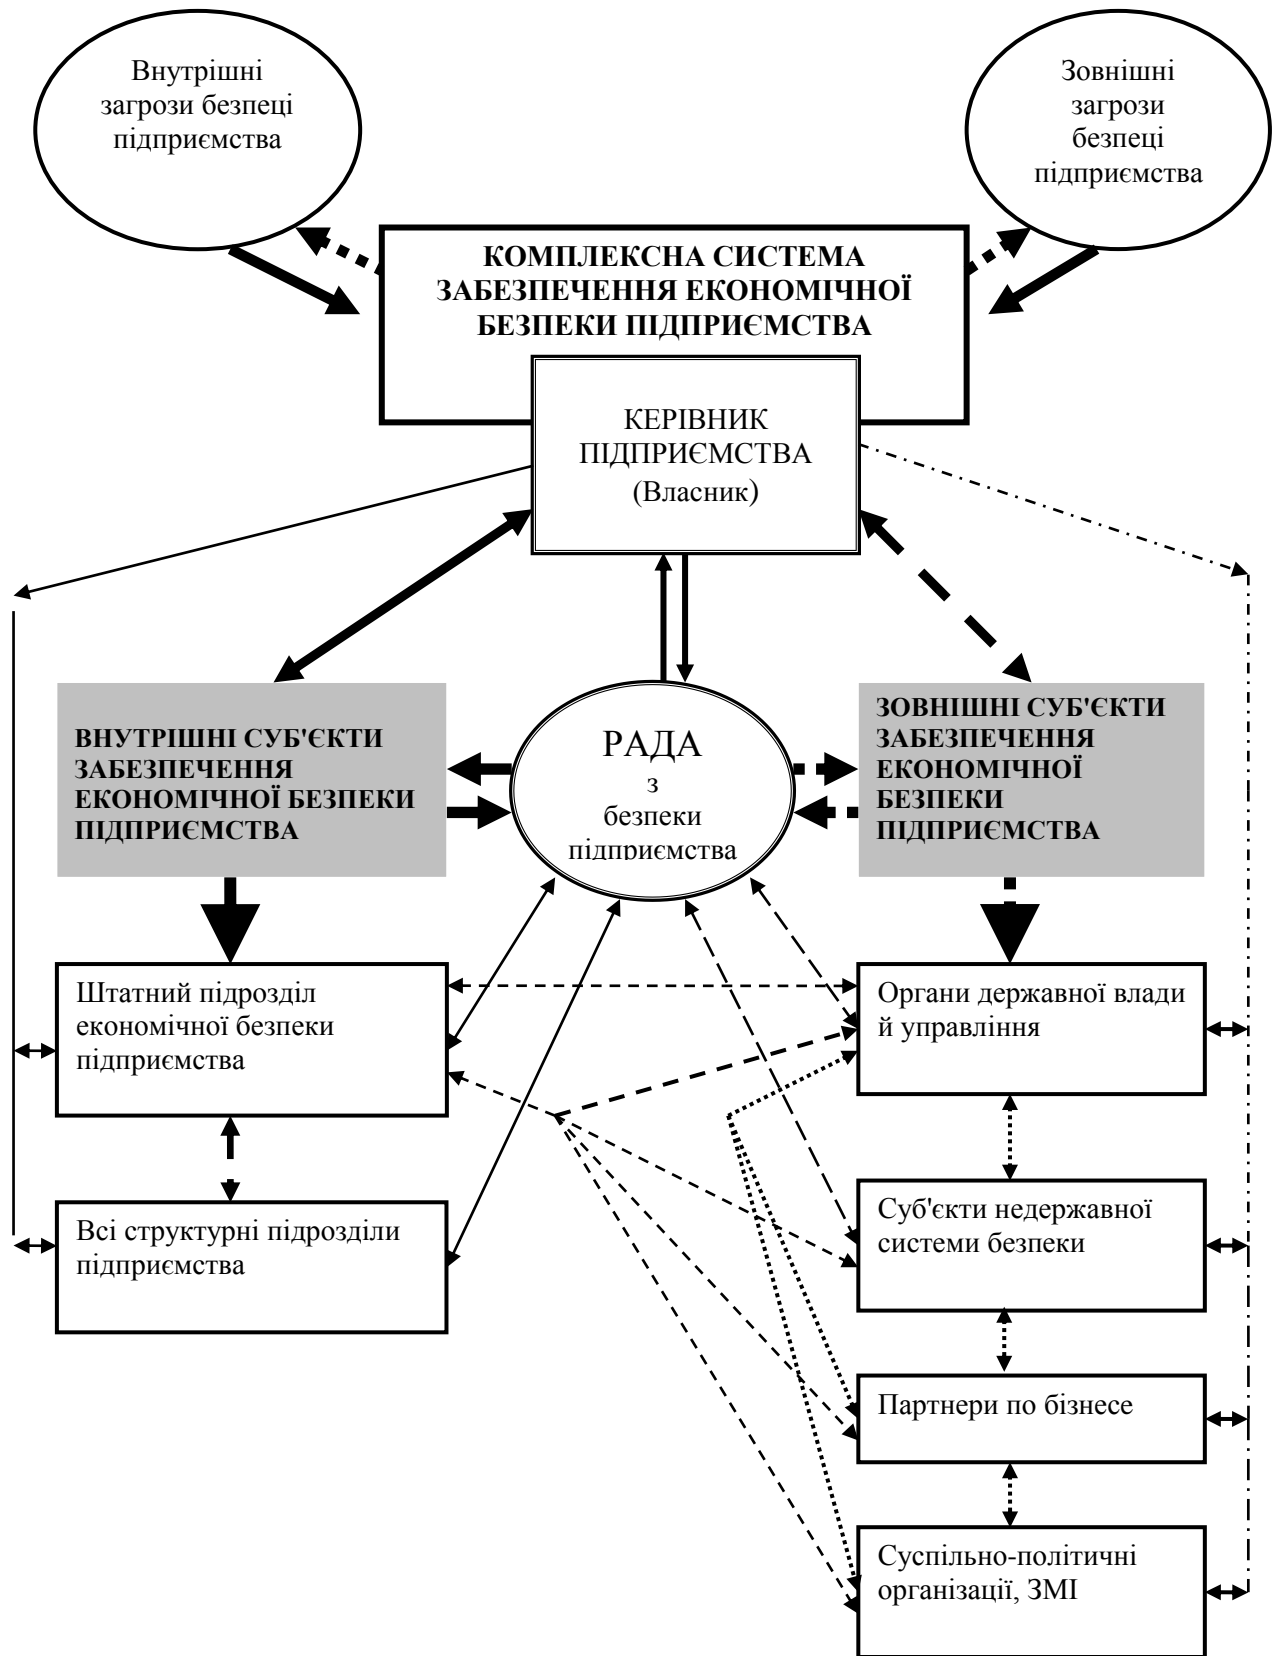 Внутрішні
загрози безпеці
підприємства
Зовнішні
загрози
безпеці
підприємства
КОМПЛЕКСНА СИСТЕМА
ЗАБЕЗПЕЧЕННЯ ЕКОНОМІЧНОЇ
БЕЗПЕКИ ПІДПРИЄМСТВА
КЕРІВНИК
ПІДПРИЄМСТВА
(Власник)
ВНУТРІШНІ СУБ'ЄКТИ
ЗАБЕЗПЕЧЕННЯ
ЕКОНОМІЧНОЇ БЕЗПЕКИ
ПІДПРИЄМСТВА
РАДА
з
безпеки
підприємства
ЗОВНІШНІ СУБ'ЄКТИ
ЗАБЕЗПЕЧЕННЯ
ЕКОНОМІЧНОЇ
БЕЗПЕКИ
ПІДПРИЄМСТВА
Штатний підрозділ
економічної безпеки
підприємства
Органи державної влади
й управління
Всі структурні підрозділи
підприємства
Суб'єкти недержавної
системи безпеки
Партнери по бізнесе
Суспільно-політичні
організації, ЗМІ